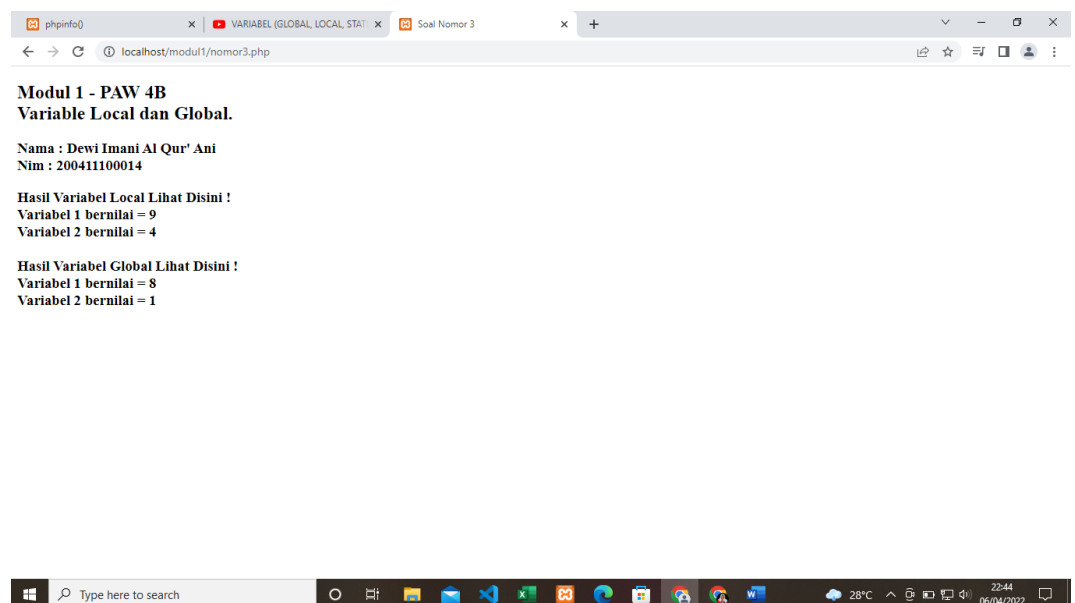 phpinfo()
VARIABEL (GLOBAL, LOCAL, STATI
Soal Nomor 3
localhost/modul1/nomor3.php
Modul 1 - PAW 4B
Variable Local dan Global.
Nama : Dewi Imani Al Qur' Ani
Nim : 200411100014
Hasil Variabel Local Lihat Disini !
Variabel 1 bernilai = 9
Variabel 2 bernilai = 4
Hasil Variabel Global Lihat Disini !
Variabel 1 bernilai = 8
Variabel 2 bernilai = 1
Type here to search
28°C
22:44
06/04/2022